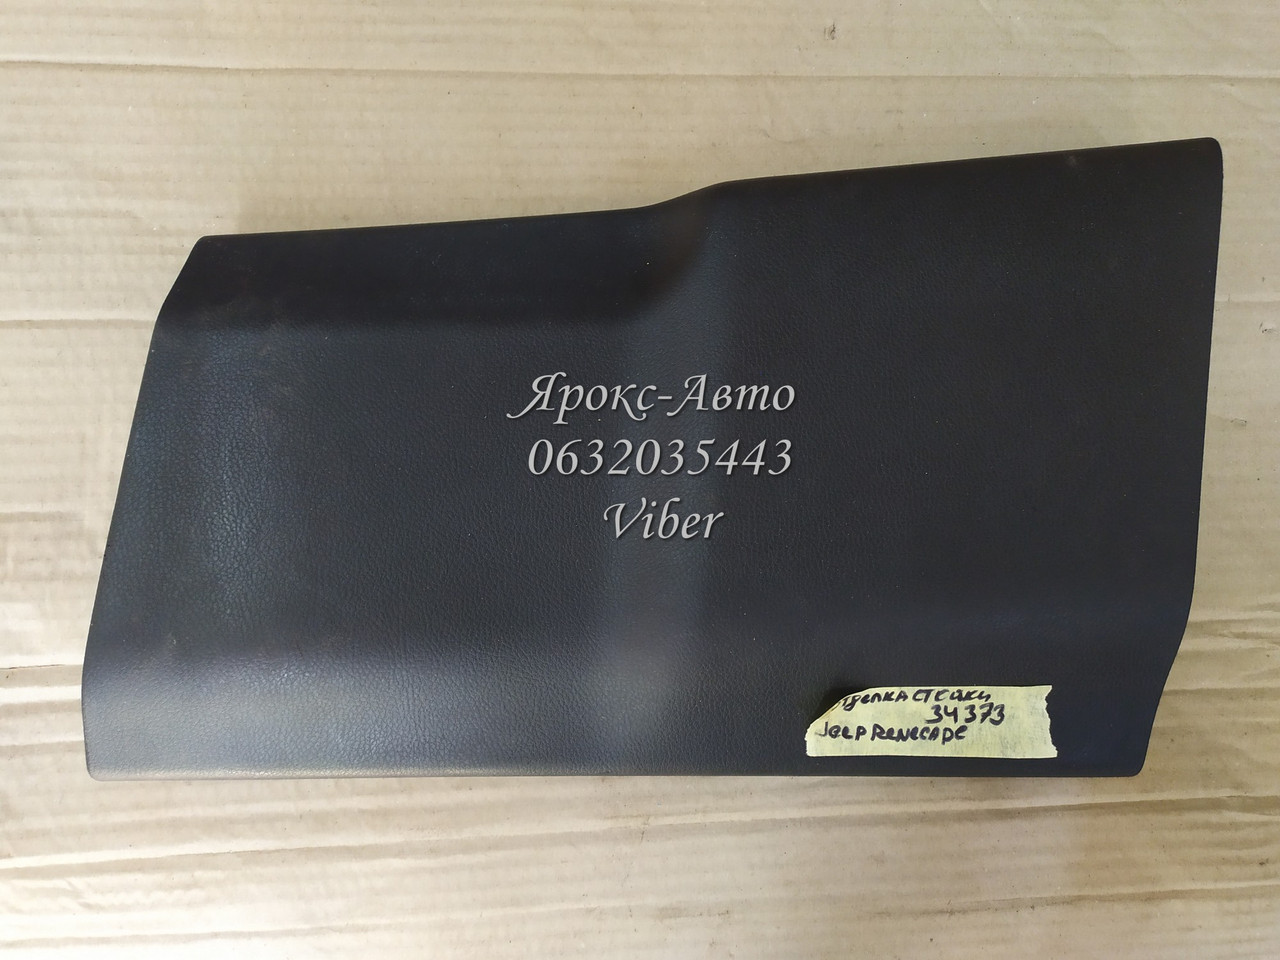 Ярокс-Авто
0632035443
Viber
34373
Jeep Renegade